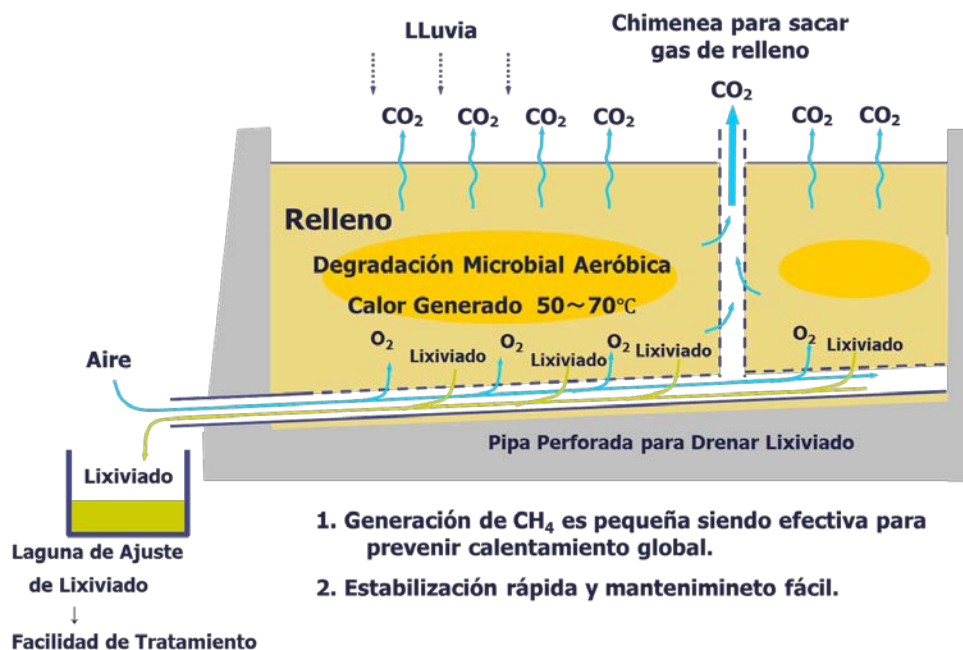 LLuvia
Chimenea para sacar
gas de relleno
CO₂
CO₂ CO₂ CO₂ CO₂ CO₂ CO₂
Relleno
Degradación Microbial Aeróbica
Calor Generado 50～70℃
O₂ Lixiviado O₂ Lixiviado O₂ Lixiviado O₂ Lixiviado
Aire
Pipa Perforada para Drenar Lixiviado
Lixiviado
Laguna de Ajuste
de Lixiviado
↓
Facilidad de Tratamiento
1. Generación de CH₄ es pequeña siendo efectiva para
prevenir calentamiento global.
2. Estabilización rápida y mantenimineto fácil.